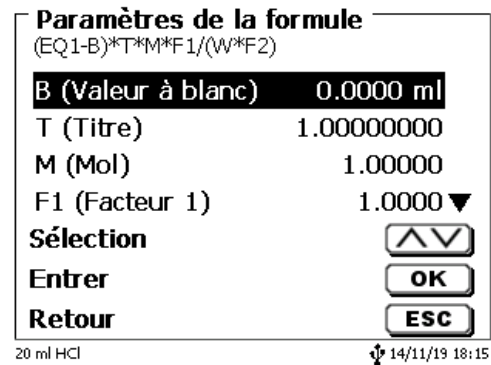 Paramètres de la formule
(EQ1-B)*T*M*F1/(W*F2)
B (Valeur à blanc) 0.0000 ml
T (Titre) 1.00000000
M (Mol) 1.00000
F1 (Facteur 1) 1.0000 ▼
Sélection
Entrer OK
Retour ESC
20 ml HCl 14/11/19 18:15